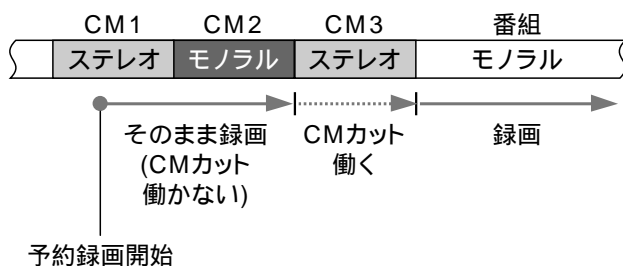 CM1 CM2 CM3 番組
ステレオ モノラル ステレオ モノラル
そのまま録画
(CMカット
働かない)
CMカット
働く
録画
予約録画開始